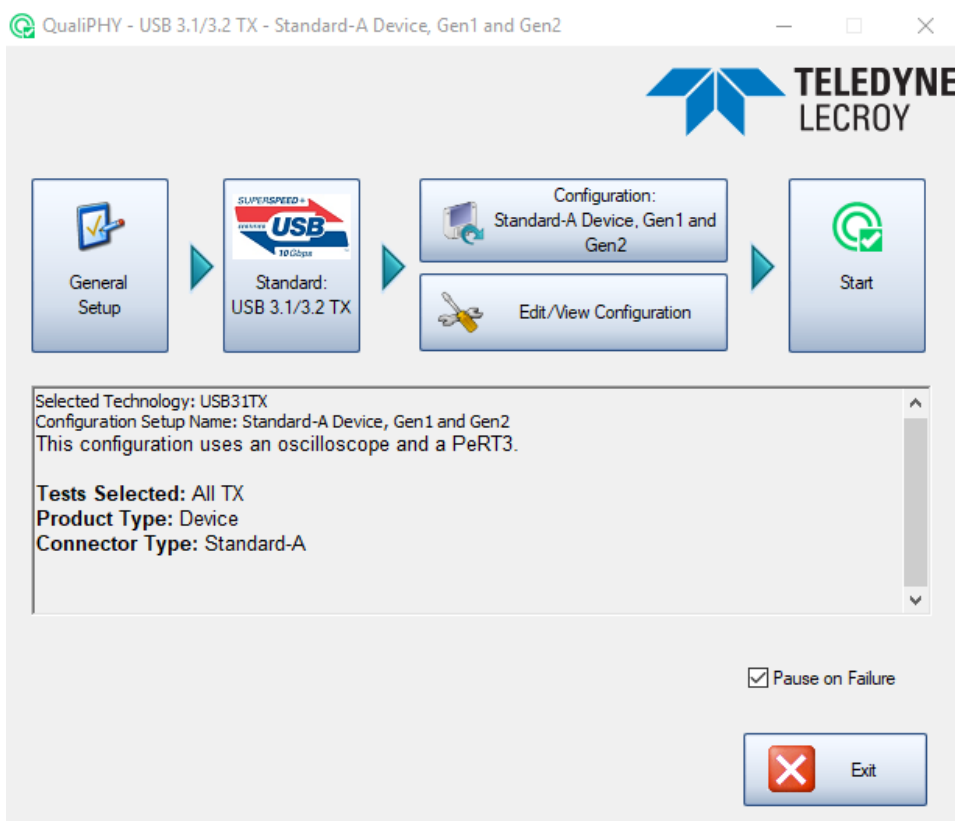 QualiPHY - USB 3.1/3.2 TX - Standard-A Device, Gen1 and Gen2
TELEDYNE
LECROY
General
Setup
SUPERSPEED+
USB
10 Gbps
Standard:
USB 3.1/3.2 TX
Configuration:
Standard-A Device, Gen1 and
Gen2
Edit/View Configuration
Start
Selected Technology: USB31TX
Configuration Setup Name: Standard-A Device, Gen1 and Gen2
This configuration uses an oscilloscope and a PeRT3.
Tests Selected: All TX
Product Type: Device
Connector Type: Standard-A
Pause on Failure
Exit